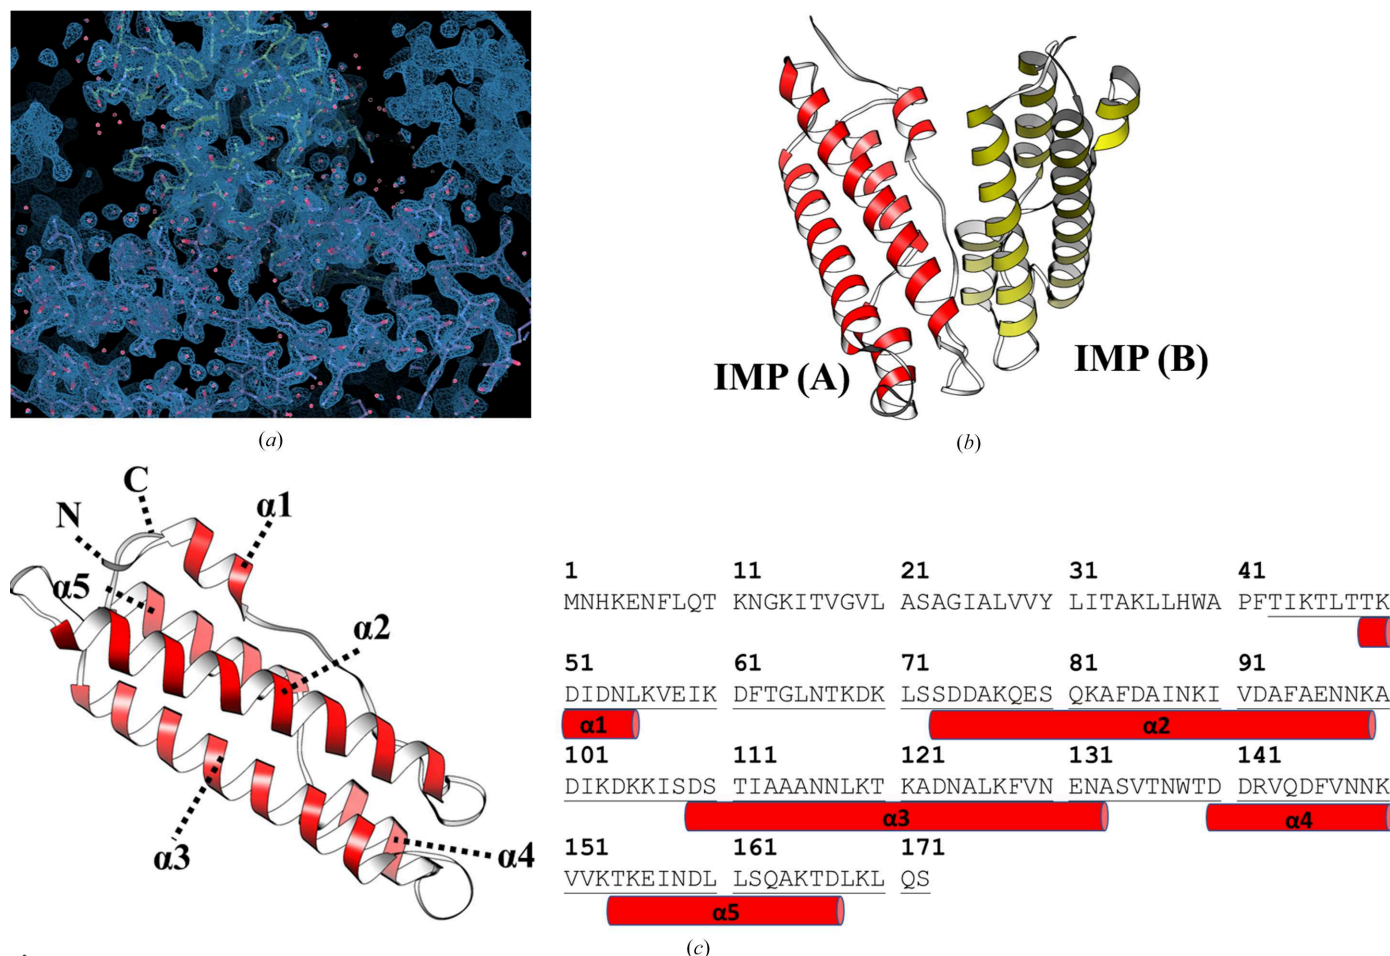 IMP (A)
IMP (B)
(a)
(b)
C
N
α1
α5
α2
α3
α4
1 11 21 31 41
MNHKENFLQT KNGKITVGVL ASAGIALVVY LITAKLLHWA PFTIKTLTTK
51 61 71 81 91
DIDNLKVEIK DFTGLNTKDK LSSDDAKQES QKAFDAINKI VDAFAENNKA
α1 α2
101 111 121 131 141
DIKDKKISDS TIAAANNLKT KADNALKFVN ENASVTNWTD DRVQDFVNNK
α3 α4
151 161 171
VVKTKEINDL LSQAKTDLKL QS
α5
(c)